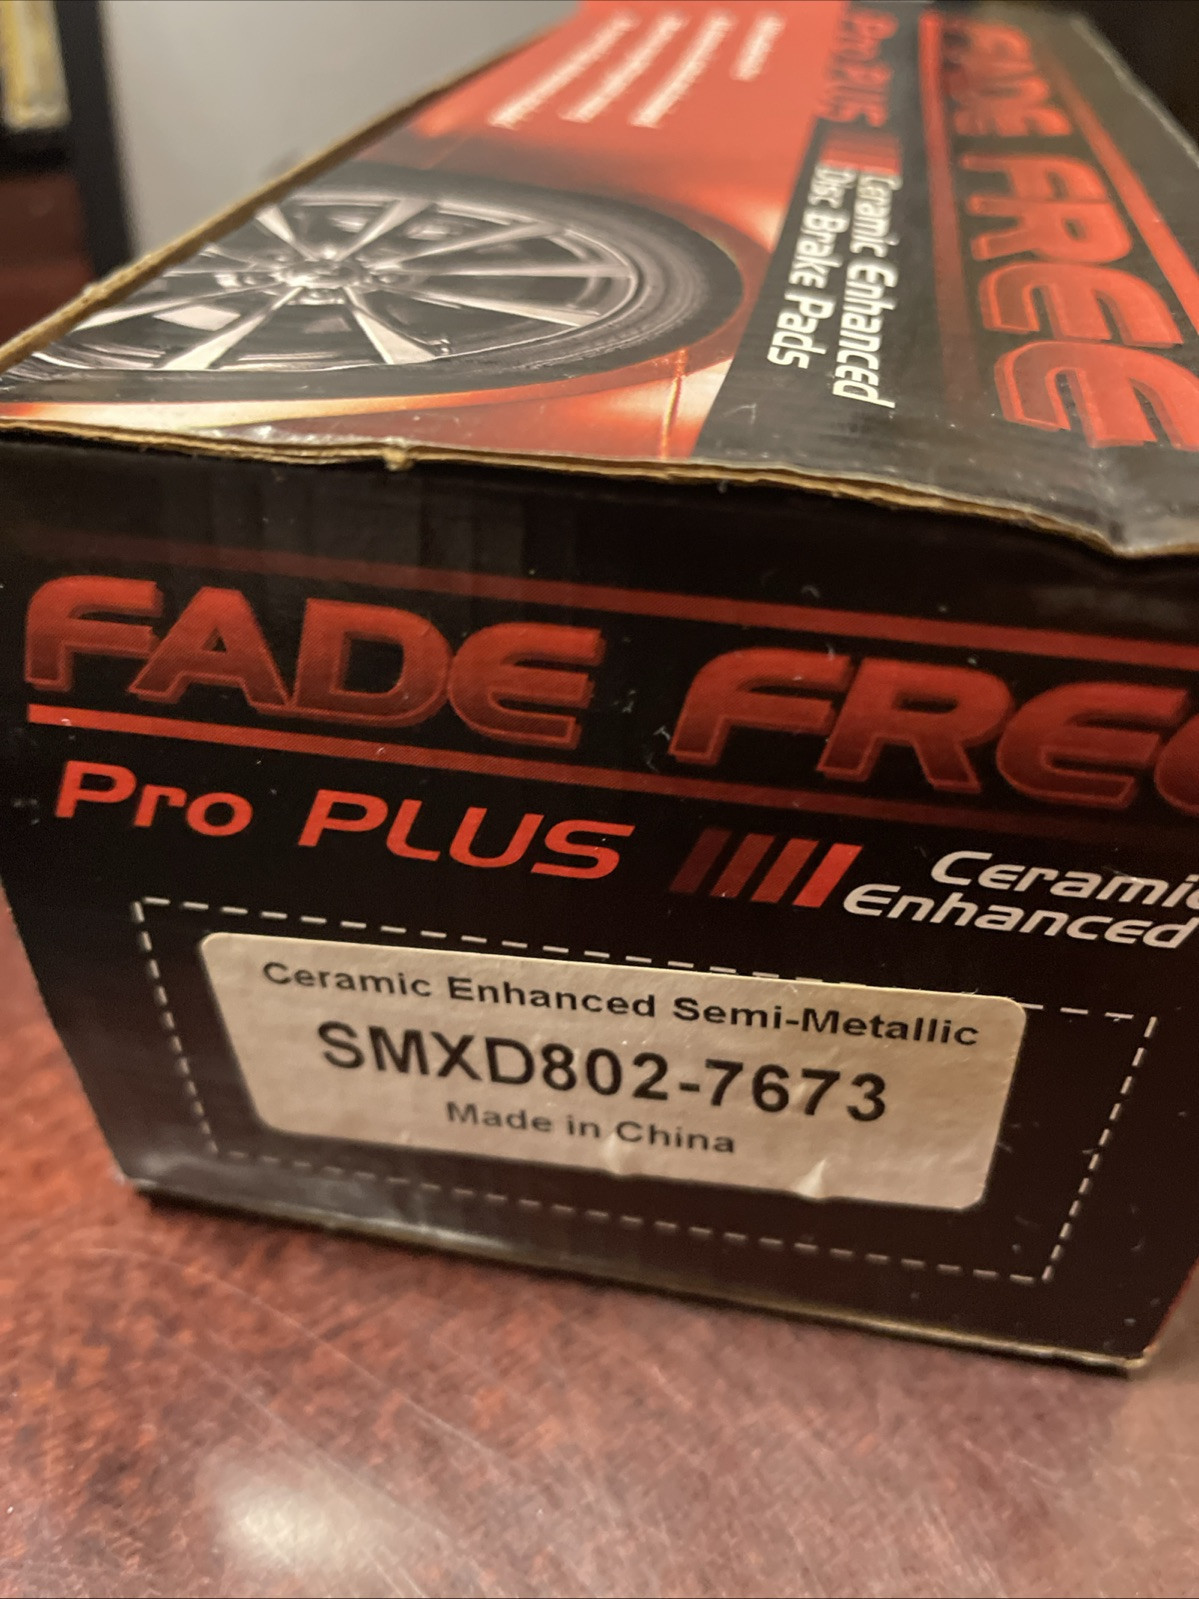 FADE FREE
Pro PLUS
Ceramic Enhanced
Disc Brake Pads
FADE FREE
Pro PLUS
Ceramic
Enhanced
Ceramic Enhanced Semi-Metallic
SMXD802-7673
Made in China